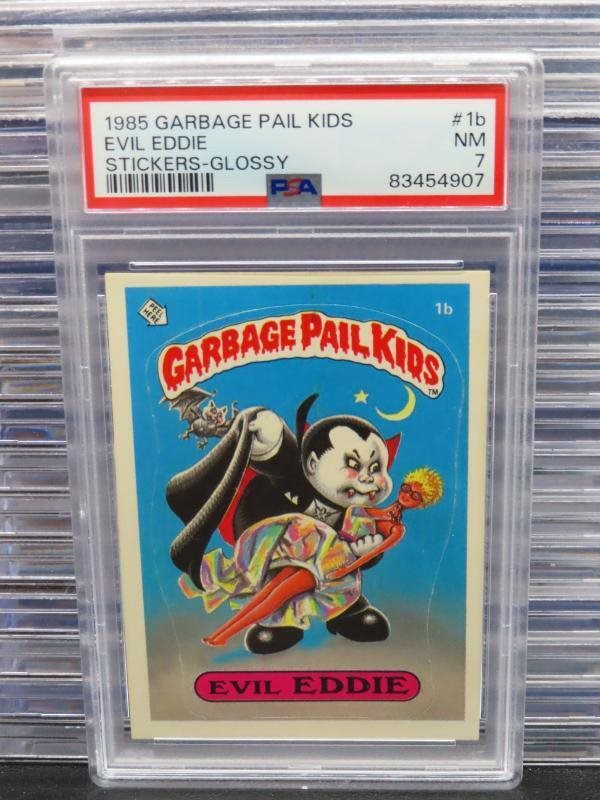 1985 GARBAGE PAIL KIDS #1b
EVIL EDDIE NM
STICKERS-GLOSSY 7
PSA 83454907
PEEL HERE
1b
GARBAGE PAIL KIDS
TM
EVIL EDDIE